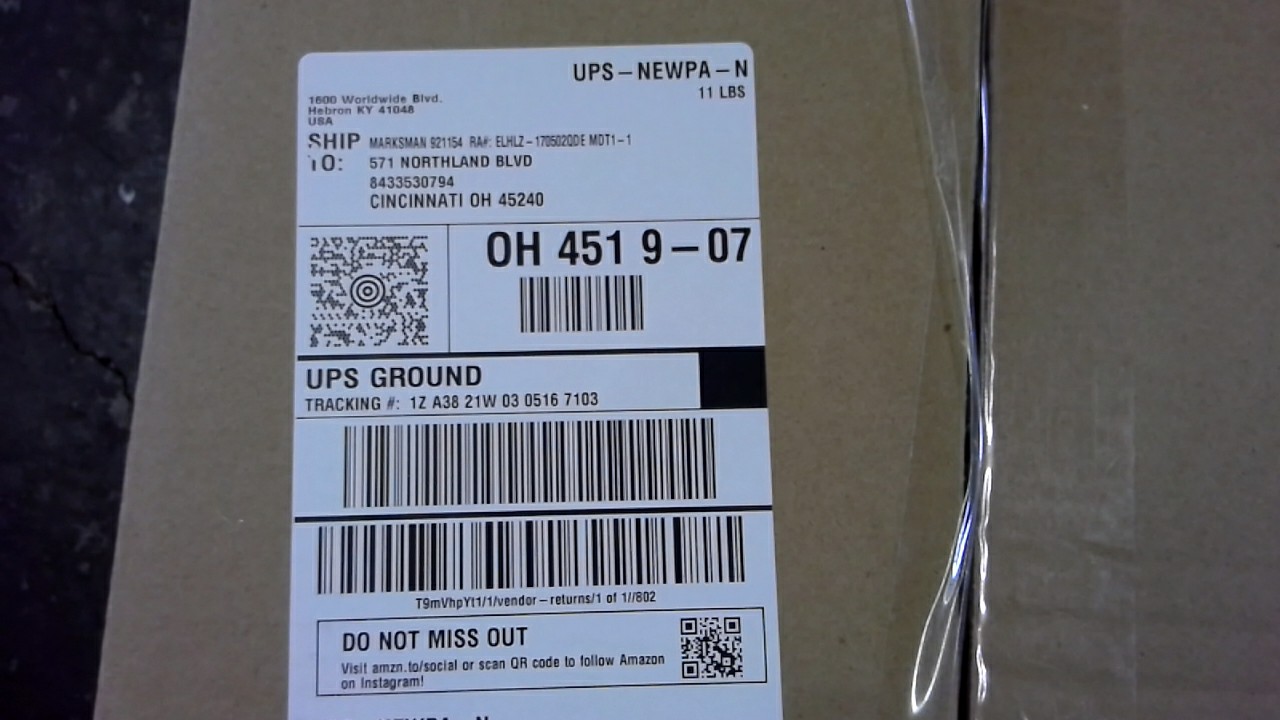 UPS-NEWPA-N
11 LBS
1600 Worldwide Blvd.
Hebron KY 41048
USA
SHIP TO:
MARKSMAN 921154 RA#: ELHLZ-170502QDE MDT1-1
571 NORTHLAND BLVD
8433530794
CINCINNATI OH 45240
OH 451 9-07
UPS GROUND
TRACKING #: 1Z A38 21W 03 0516 7103
T9mVhpYt1/1/vendor-returns/1 of 1//802
DO NOT MISS OUT
Visit amzn.to/social or scan QR code to follow Amazon
on Instagram!